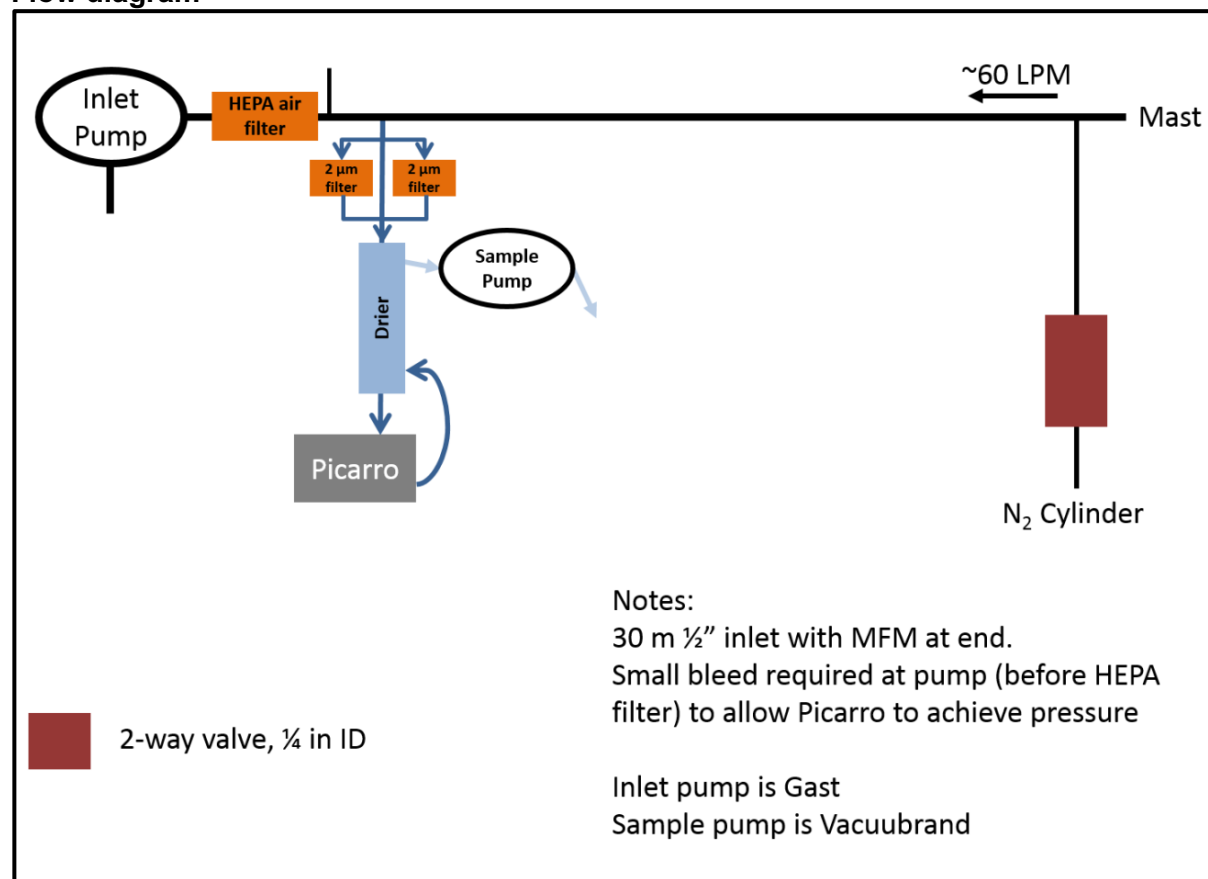 Inlet
Pump
HEPA air
filter
~60 LPM
Mast
2 µm
filter
2 µm
filter
Sample
Pump
Drier
Picarro
N₂ Cylinder
Notes:
30 m ½” inlet with MFM at end.
Small bleed required at pump (before HEPA
filter) to allow Picarro to achieve pressure
2-way valve, ¼ in ID
Inlet pump is Gast
Sample pump is Vacuubrand